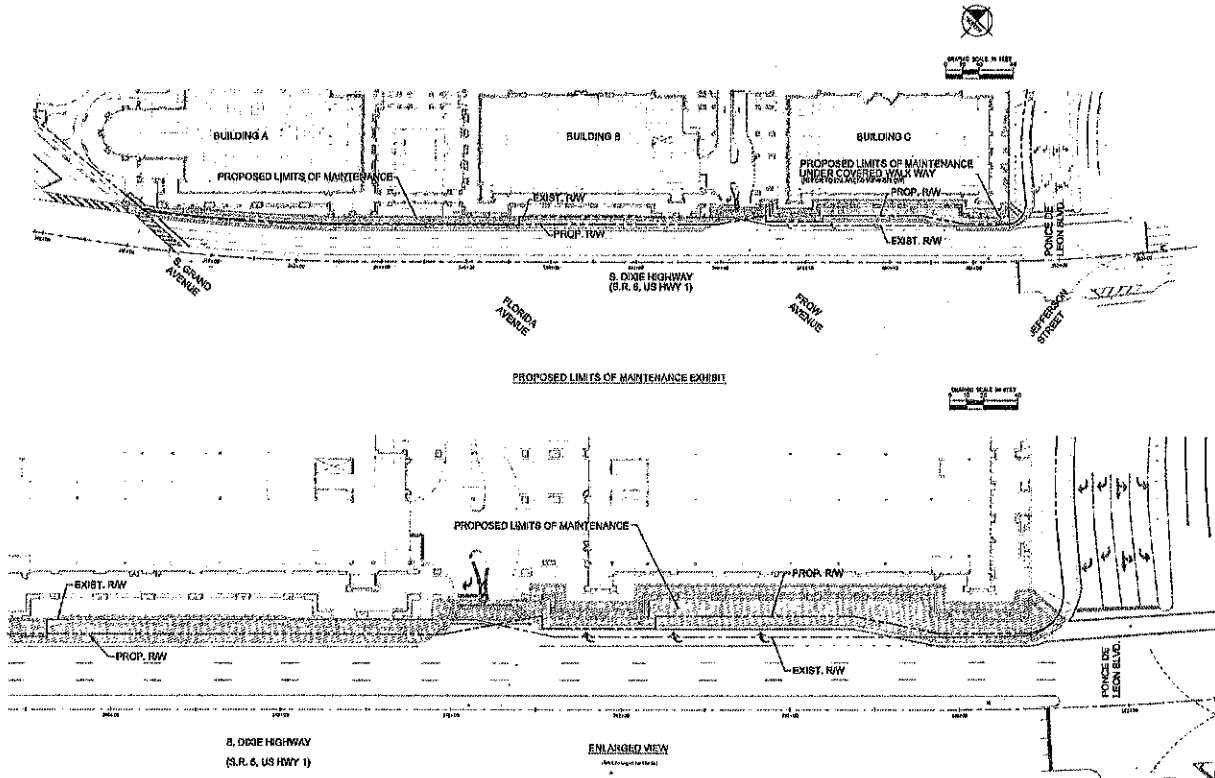 NORTH
GRAPHIC SCALE IN FEET
BUILDING A
BUILDING B
BUILDING C
PROPOSED LIMITS OF MAINTENANCE
PROPOSED LIMITS OF MAINTENANCE
UNDER COVERED WALK WAY
EXIST. R/W
PROP. R/W
PROP. R/W
EXIST. R/W
PONCE DE
LEON BLVD.
S. GRAND
AVENUE
S. DIXIE HIGHWAY
(S.R. 5, US HWY 1)
FLORIDA
AVENUE
FROW
AVENUE
JEFFERSON
STREET
PROPOSED LIMITS OF MAINTENANCE EXHIBIT
GRAPHIC SCALE IN FEET
PROPOSED LIMITS OF MAINTENANCE
EXIST. R/W
PROP. R/W
PROP. R/W
EXIST. R/W
PONCE DE
LEON BLVD.
S. DIXIE HIGHWAY
(S.R. 5, US HWY 1)
ENLARGED VIEW